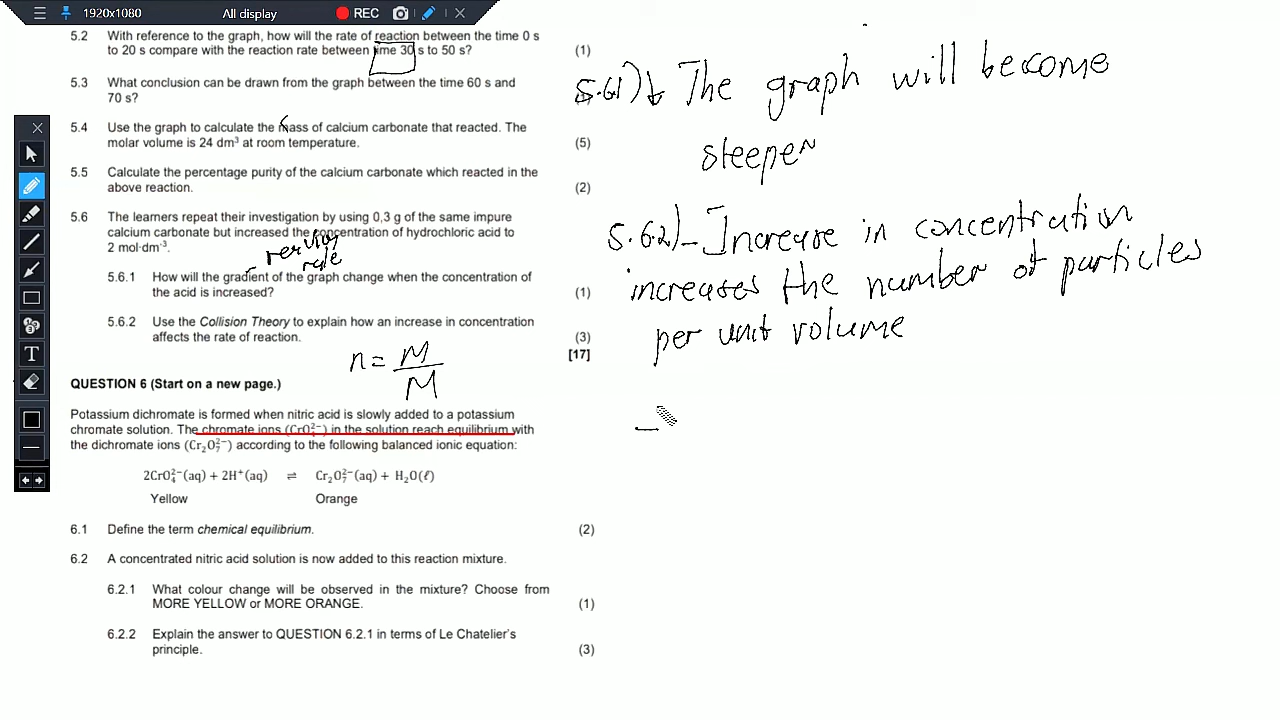 1920x1080 All display REC
5.2 With reference to the graph, how will the rate of reaction between the time 0 s
to 20 s compare with the reaction rate between time 30 s to 50 s? (1)
5.3 What conclusion can be drawn from the graph between the time 60 s and
70 s?
5.4 Use the graph to calculate the mass of calcium carbonate that reacted. The
molar volume is 24 dm³ at room temperature. (5)
5.5 Calculate the percentage purity of the calcium carbonate which reacted in the
above reaction. (2)
5.6 The learners repeat their investigation by using 0,3 g of the same impure
calcium carbonate but increased the concentration of hydrochloric acid to
2 mol·dm⁻³.
5.6.1 How will the gradient of the graph change when the concentration of
the acid is increased? (1)
5.6.2 Use the Collision Theory to explain how an increase in concentration
affects the rate of reaction. (3)
[17]
n = M/M
QUESTION 6 (Start on a new page.)
Potassium dichromate is formed when nitric acid is slowly added to a potassium
chromate solution. The chromate ions (CrO₄²⁻) in the solution reach equilibrium with
the dichromate ions (Cr₂O₇²⁻) according to the following balanced ionic equation:
2CrO₄²⁻(aq) + 2H⁺(aq) ⇌ Cr₂O₇²⁻(aq) + H₂O(ℓ)
Yellow Orange
6.1 Define the term chemical equilibrium. (2)
6.2 A concentrated nitric acid solution is now added to this reaction mixture.
6.2.1 What colour change will be observed in the mixture? Choose from
MORE YELLOW or MORE ORANGE. (1)
6.2.2 Explain the answer to QUESTION 6.2.1 in terms of Le Chatelier's
principle. (3)
5.6.1) The graph will become
steeper
5.6.2) - Increase in concentration
increases the number of particles
per unit volume